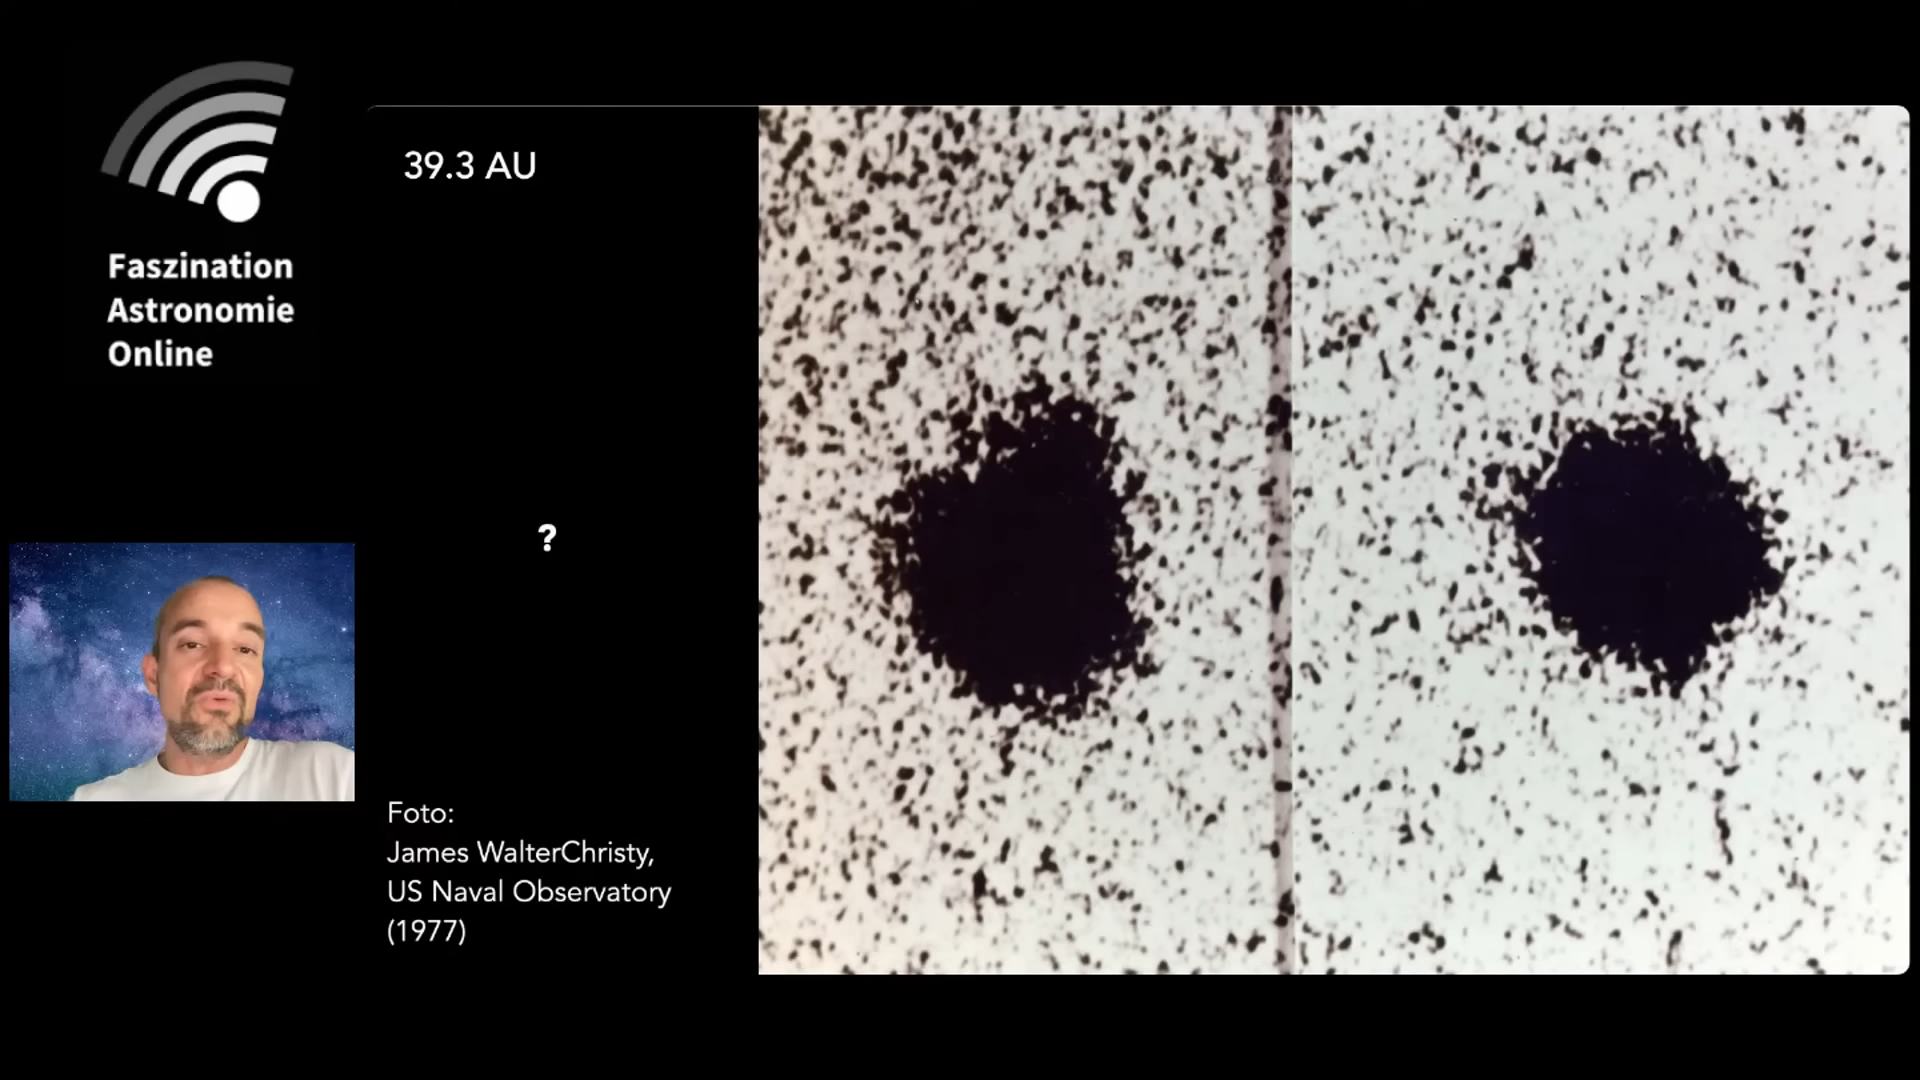 Faszination
Astronomie
Online
39.3 AU
?
Foto:
James WalterChristy,
US Naval Observatory
(1977)